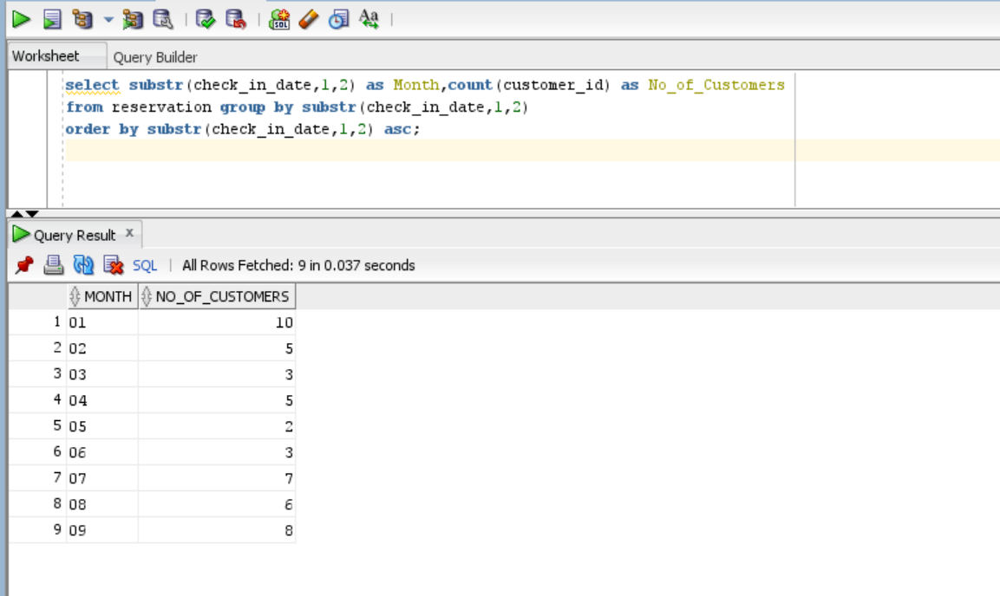 SQL
Aa
Worksheet Query Builder
select substr(check_in_date,1,2) as Month,count(customer_id) as No_of_Customers
from reservation group by substr(check_in_date,1,2)
order by substr(check_in_date,1,2) asc;
Query Result x
SQL | All Rows Fetched: 9 in 0.037 seconds
MONTH NO_OF_CUSTOMERS
1 01 10
2 02 5
3 03 3
4 04 5
5 05 2
6 06 3
7 07 7
8 08 6
9 09 8